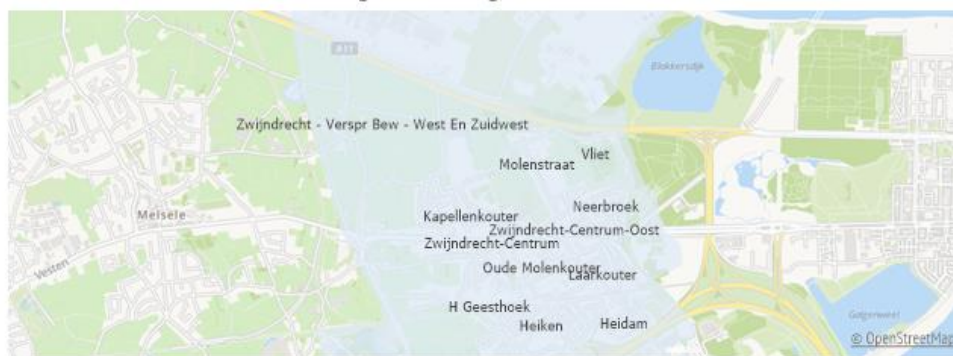 Blokkersdijk
Zwijndrecht - Verspr Bew - West En Zuidwest
Vliet
Molenstraat
Neerbroek
Melsele
Kapellenkouter
Zwijndrecht-Centrum-Oost
Zwijndrecht-Centrum
Vesten
Oude Molenkouter
Laarkouter
H Geesthoek
Heiken
Heidam
Galgenweel
© OpenStreetMap